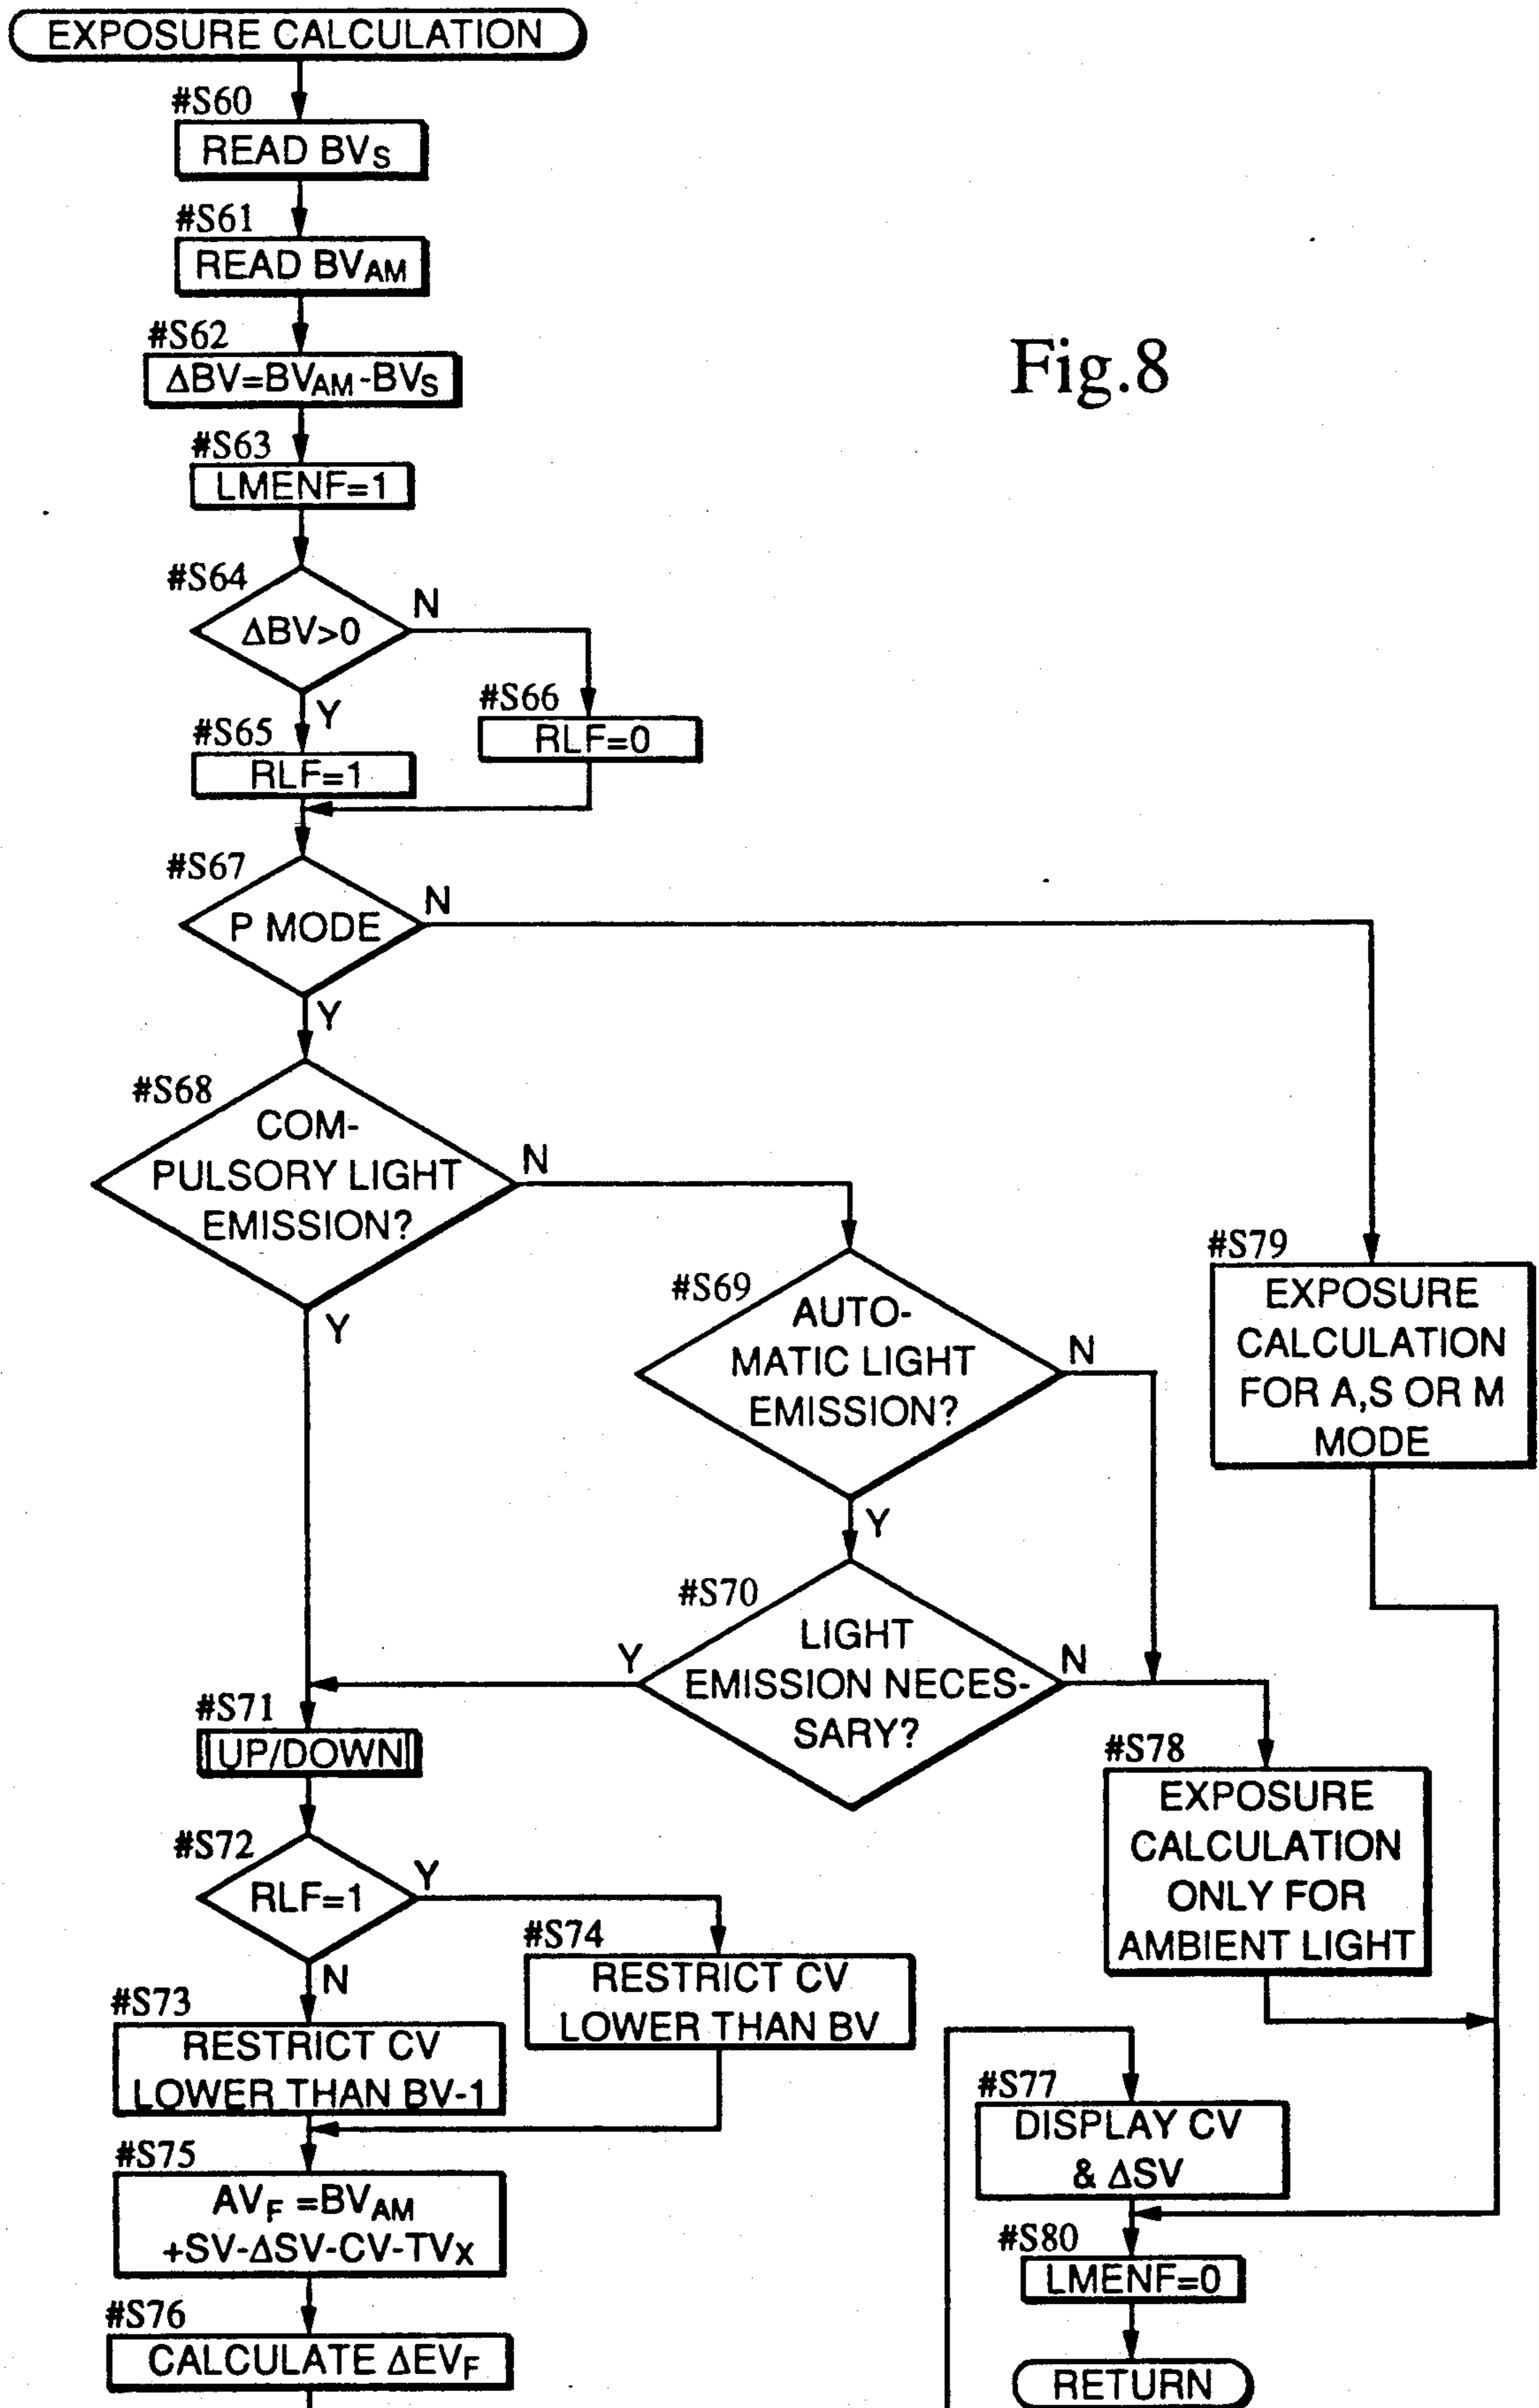 EXPOSURE CALCULATION
#S60
READ BVS
#S61
READ BVAM
#S62
ΔBV=BVAM-BVS
Fig.8
#S63
LMENF=1
#S64
ΔBV>0
N
Y
#S66
RLF=0
#S65
RLF=1
#S67
P MODE
N
Y
#S68
COM-
PULSORY LIGHT
EMISSION?
N
Y
#S69
AUTO-
MATIC LIGHT
EMISSION?
N
Y
#S79
EXPOSURE
CALCULATION
FOR A,S OR M
MODE
#S70
LIGHT
EMISSION NECES-
SARY?
Y
N
#S71
UP/DOWN
#S78
EXPOSURE
CALCULATION
ONLY FOR
AMBIENT LIGHT
#S72
RLF=1
Y
N
#S74
RESTRICT CV
LOWER THAN BV
#S73
RESTRICT CV
LOWER THAN BV-1
#S75
AVF =BVAM
+SV-ΔSV-CV-TVX
#S76
CALCULATE ΔEVF
#S77
DISPLAY CV
& ΔSV
#S80
LMENF=0
RETURN